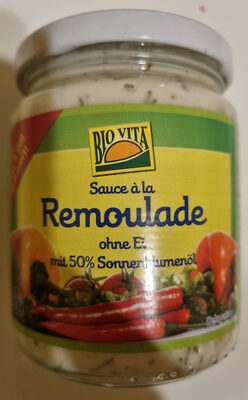 BIO VITA
Sauce à la
Remoulade
ohne Ei
mit 50% Sonnenblumenöl